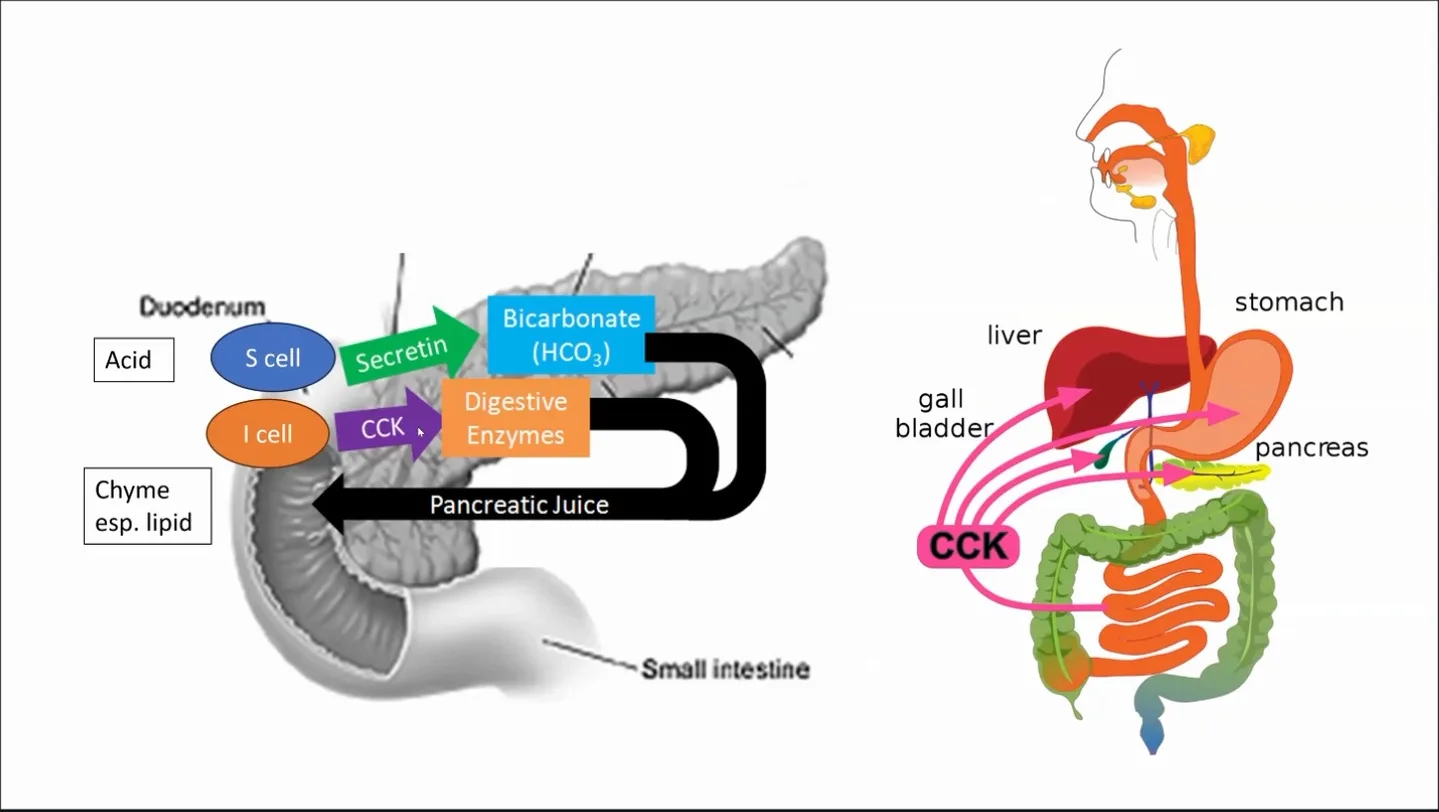 Duodenum
Acid
S cell
Secretin
Bicarbonate
(HCO₃)
I cell
CCK
Digestive
Enzymes
Chyme
esp. lipid
Pancreatic Juice
Small intestine
stomach
liver
gall
bladder
pancreas
CCK